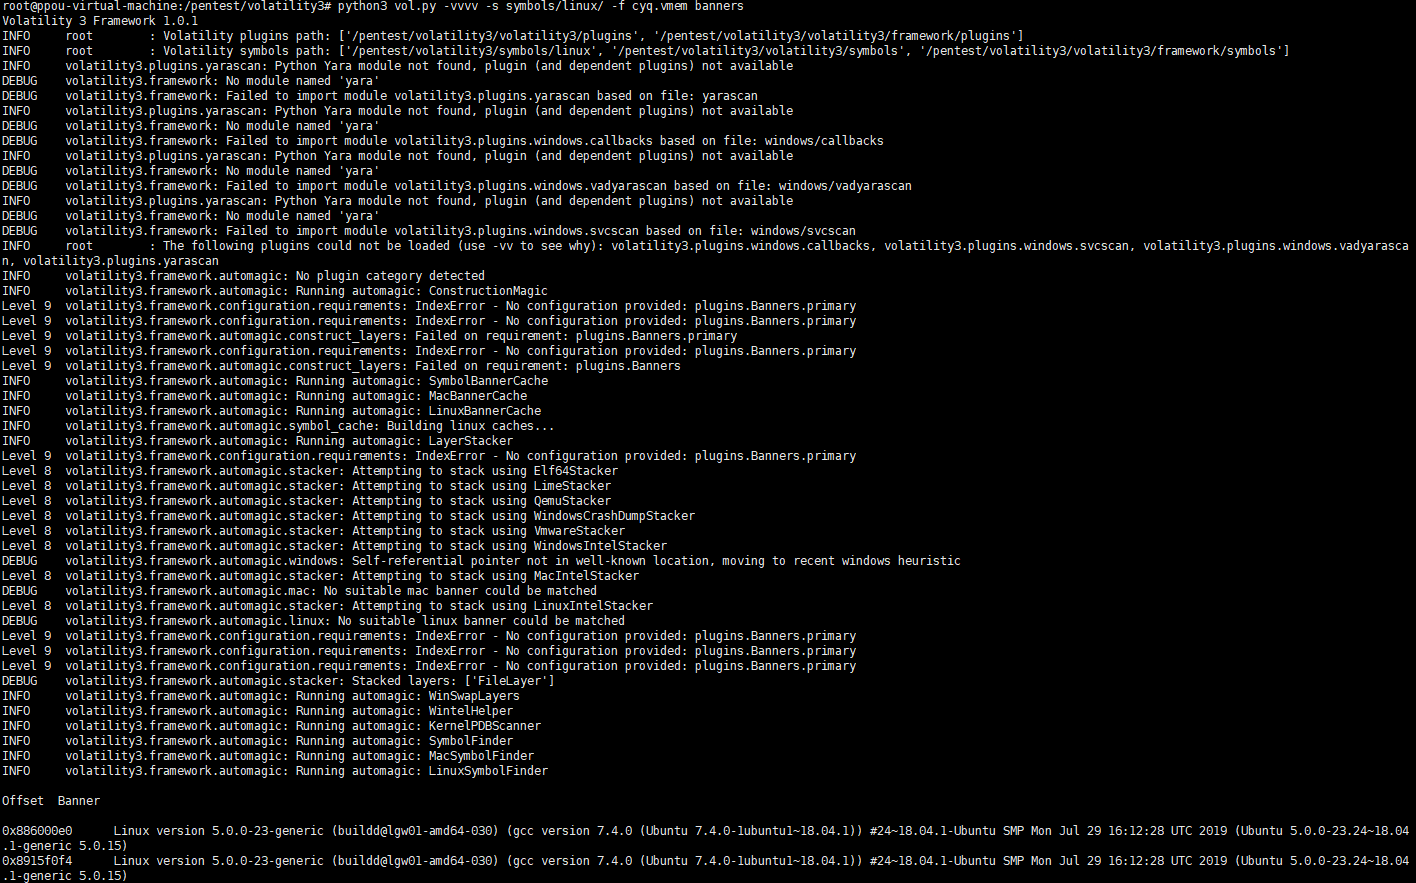 root@ppou-virtual-machine:/pentest/volatility3# python3 vol.py -vvvv -s symbols/linux/ -f cyq.vmem banners
Volatility 3 Framework 1.0.1
INFO     root        : Volatility plugins path: ['/pentest/volatility3/volatility3/plugins', '/pentest/volatility3/volatility3/framework/plugins']
INFO     root        : Volatility symbols path: ['/pentest/volatility3/symbols/linux', '/pentest/volatility3/volatility3/symbols', '/pentest/volatility3/volatility3/framework/symbols']
INFO     volatility3.plugins.yarascan: Python Yara module not found, plugin (and dependent plugins) not available
DEBUG    volatility3.framework: No module named 'yara'
DEBUG    volatility3.framework: Failed to import module volatility3.plugins.yarascan based on file: yarascan
INFO     volatility3.plugins.yarascan: Python Yara module not found, plugin (and dependent plugins) not available
DEBUG    volatility3.framework: No module named 'yara'
DEBUG    volatility3.framework: Failed to import module volatility3.plugins.windows.callbacks based on file: windows/callbacks
INFO     volatility3.plugins.yarascan: Python Yara module not found, plugin (and dependent plugins) not available
DEBUG    volatility3.framework: No module named 'yara'
DEBUG    volatility3.framework: Failed to import module volatility3.plugins.windows.vadyarascan based on file: windows/vadyarascan
INFO     volatility3.plugins.yarascan: Python Yara module not found, plugin (and dependent plugins) not available
DEBUG    volatility3.framework: No module named 'yara'
DEBUG    volatility3.framework: Failed to import module volatility3.plugins.windows.svcscan based on file: windows/svcscan
INFO     root        : The following plugins could not be loaded (use -vv to see why): volatility3.plugins.windows.callbacks, volatility3.plugins.windows.svcscan, volatility3.plugins.windows.vadyarasca
n, volatility3.plugins.yarascan
INFO     volatility3.framework.automagic: No plugin category detected
INFO     volatility3.framework.automagic: Running automagic: ConstructionMagic
Level 9  volatility3.framework.configuration.requirements: IndexError - No configuration provided: plugins.Banners.primary
Level 9  volatility3.framework.configuration.requirements: IndexError - No configuration provided: plugins.Banners.primary
Level 9  volatility3.framework.automagic.construct_layers: Failed on requirement: plugins.Banners.primary
Level 9  volatility3.framework.configuration.requirements: IndexError - No configuration provided: plugins.Banners.primary
Level 9  volatility3.framework.automagic.construct_layers: Failed on requirement: plugins.Banners
INFO     volatility3.framework.automagic: Running automagic: SymbolBannerCache
INFO     volatility3.framework.automagic: Running automagic: MacBannerCache
INFO     volatility3.framework.automagic: Running automagic: LinuxBannerCache
INFO     volatility3.framework.automagic.symbol_cache: Building linux caches...
INFO     volatility3.framework.automagic: Running automagic: LayerStacker
Level 9  volatility3.framework.configuration.requirements: IndexError - No configuration provided: plugins.Banners.primary
Level 8  volatility3.framework.automagic.stacker: Attempting to stack using Elf64Stacker
Level 8  volatility3.framework.automagic.stacker: Attempting to stack using LimeStacker
Level 8  volatility3.framework.automagic.stacker: Attempting to stack using QemuStacker
Level 8  volatility3.framework.automagic.stacker: Attempting to stack using WindowsCrashDumpStacker
Level 8  volatility3.framework.automagic.stacker: Attempting to stack using VmwareStacker
Level 8  volatility3.framework.automagic.stacker: Attempting to stack using WindowsIntelStacker
DEBUG    volatility3.framework.automagic.windows: Self-referential pointer not in well-known location, moving to recent windows heuristic
Level 8  volatility3.framework.automagic.stacker: Attempting to stack using MacIntelStacker
DEBUG    volatility3.framework.automagic.mac: No suitable mac banner could be matched
Level 8  volatility3.framework.automagic.stacker: Attempting to stack using LinuxIntelStacker
DEBUG    volatility3.framework.automagic.linux: No suitable linux banner could be matched
Level 9  volatility3.framework.configuration.requirements: IndexError - No configuration provided: plugins.Banners.primary
Level 9  volatility3.framework.configuration.requirements: IndexError - No configuration provided: plugins.Banners.primary
Level 9  volatility3.framework.configuration.requirements: IndexError - No configuration provided: plugins.Banners.primary
DEBUG    volatility3.framework.automagic.stacker: Stacked layers: ['FileLayer']
INFO     volatility3.framework.automagic: Running automagic: WinSwapLayers
INFO     volatility3.framework.automagic: Running automagic: WintelHelper
INFO     volatility3.framework.automagic: Running automagic: KernelPDBScanner
INFO     volatility3.framework.automagic: Running automagic: SymbolFinder
INFO     volatility3.framework.automagic: Running automagic: MacSymbolFinder
INFO     volatility3.framework.automagic: Running automagic: LinuxSymbolFinder
Offset  Banner
0x886000e0      Linux version 5.0.0-23-generic (buildd@lgw01-amd64-030) (gcc version 7.4.0 (Ubuntu 7.4.0-1ubuntu1~18.04.1)) #24~18.04.1-Ubuntu SMP Mon Jul 29 16:12:28 UTC 2019 (Ubuntu 5.0.0-23.24~18.04
.1-generic 5.0.15)
0x8915f0f4      Linux version 5.0.0-23-generic (buildd@lgw01-amd64-030) (gcc version 7.4.0 (Ubuntu 7.4.0-1ubuntu1~18.04.1)) #24~18.04.1-Ubuntu SMP Mon Jul 29 16:12:28 UTC 2019 (Ubuntu 5.0.0-23.24~18.04
.1-generic 5.0.15)